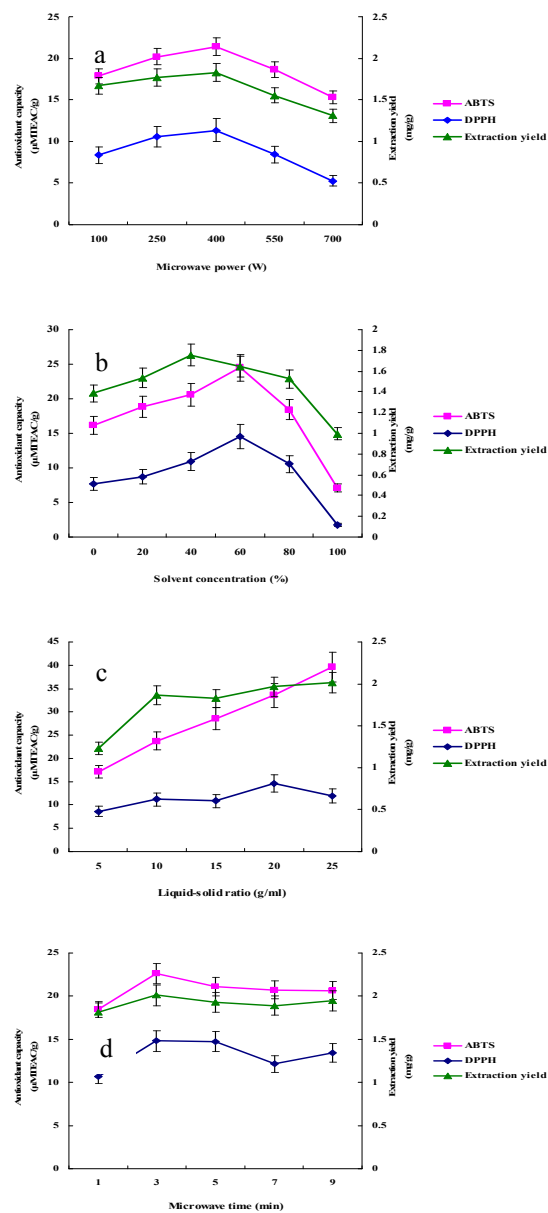 a
25
20
15
10
5
0
Antioxidant capacity
(μMTEAC/g)
2.5
2
1.5
1
0.5
0
Extraction yield
(mg/g)
100 250 400 550 700
Microwave power (W)
ABTS
DPPH
Extraction yield
b
30
25
20
15
10
5
0
Antioxidant capacity
(μMTEAC/g)
2
1.8
1.6
1.4
1.2
1
0.8
0.6
0.4
0.2
0
Extraction yield
(mg/g)
0 20 40 60 80 100
Solvent concentration (%)
ABTS
DPPH
Extraction yield
c
45
40
35
30
25
20
15
10
5
0
Antioxidant capacity
(μMTEAC/g)
2.5
2
1.5
1
0.5
0
Extraction yield
(mg/g)
5 10 15 20 25
Liquid-solid ratio (g/ml)
ABTS
DPPH
Extraction yield
d
25
20
15
10
5
0
Antioxidant capacity
(μMTEAC/g)
2.5
2
1.5
1
0.5
0
Extraction yield
(mg/g)
1 3 5 7 9
Microwave time (min)
ABTS
DPPH
Extraction yield